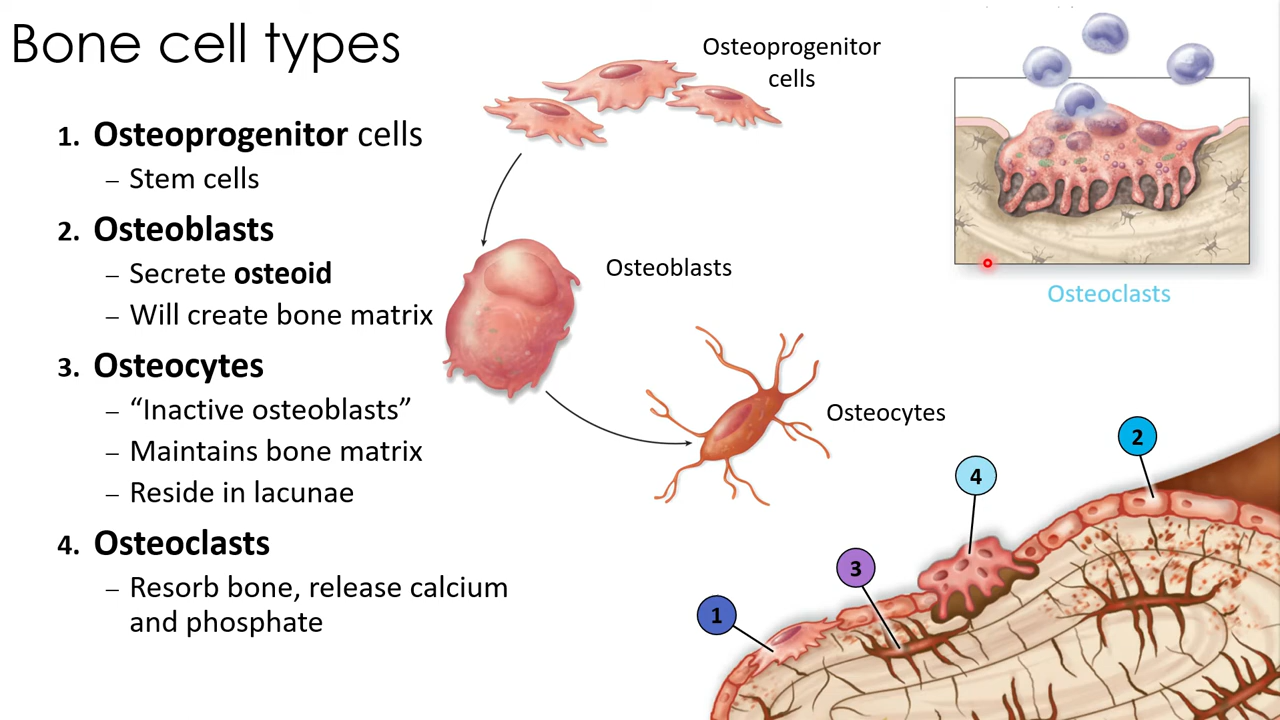 Bone cell types
1. Osteoprogenitor cells
– Stem cells
2. Osteoblasts
– Secrete osteoid
– Will create bone matrix
3. Osteocytes
– “Inactive osteoblasts”
– Maintains bone matrix
– Reside in lacunae
4. Osteoclasts
– Resorb bone, release calcium
and phosphate
Osteoprogenitor
cells
Osteoblasts
Osteocytes
Osteoclasts
1
3
4
2